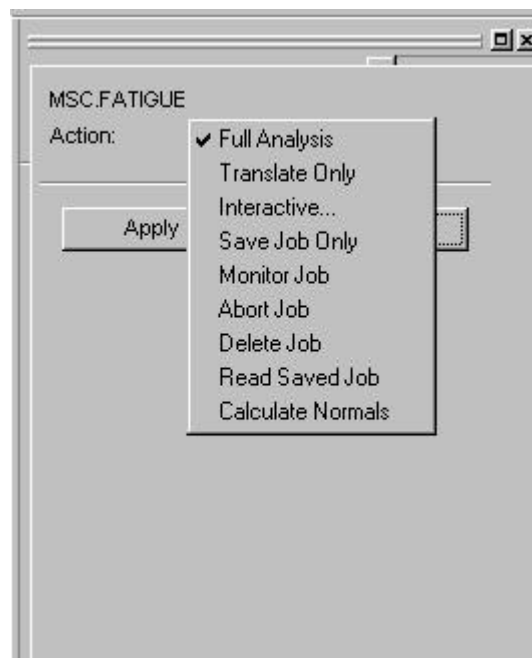 MSC.FATIGUE
Action:
✔ Full Analysis
Translate Only
Interactive...
Apply
Save Job Only
Monitor Job
Abort Job
Delete Job
Read Saved Job
Calculate Normals